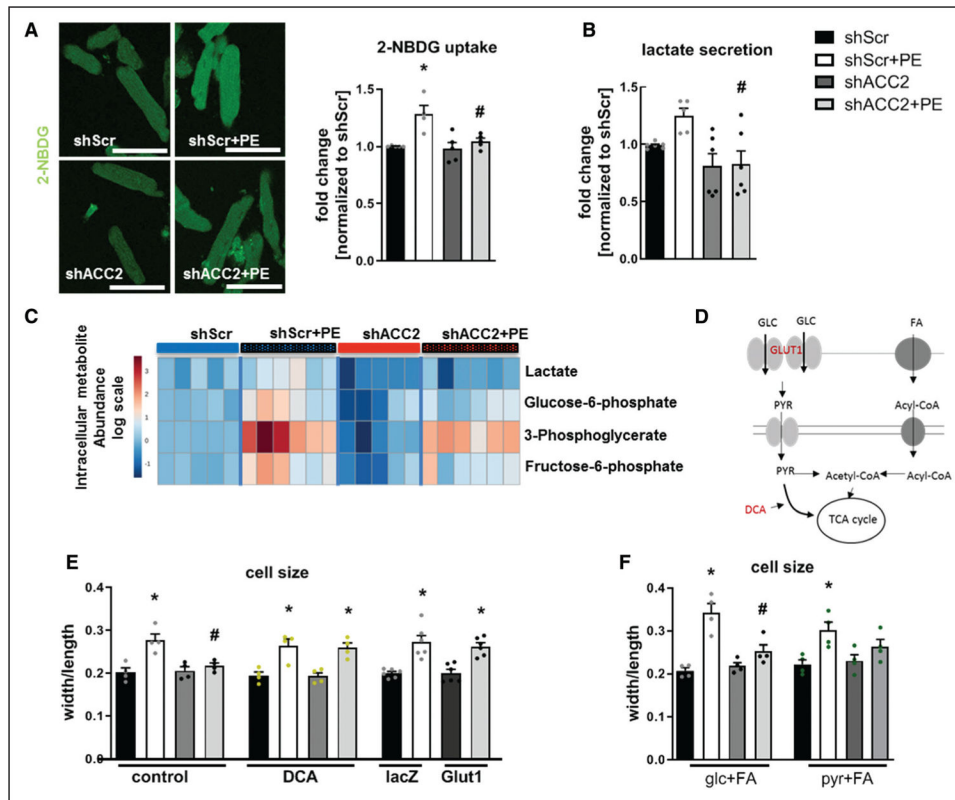 A
2-NBDG
shScr
shScr+PE
shACC2
shACC2+PE
2-NBDG uptake
fold change
[normalized to shScr]
1.5
1.0
0.5
0.0
*
#
B
lactate secretion
fold change
[normalized to shScr]
1.5
1.0
0.5
0.0
#
shScr
shScr+PE
shACC2
shACC2+PE
C
Intracellular metabolite
Abundance
log scale
3
2
1
0
-1
shScr
shScr+PE
shACC2
shACC2+PE
Lactate
Glucose-6-phosphate
3-Phosphoglycerate
Fructose-6-phosphate
D
GLC
GLC
FA
GLUT1
PYR
Acyl-CoA
PYR
Acetyl-CoA
Acyl-CoA
DCA
TCA cycle
E
cell size
width/length
0.4
0.3
0.2
0.0
*
#
*
*
*
*
control
DCA
lacZ
Glut1
F
cell size
width/length
0.4
0.3
0.2
0.0
*
#
*
glc+FA
pyr+FA